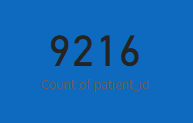 9216
Count of patient_id